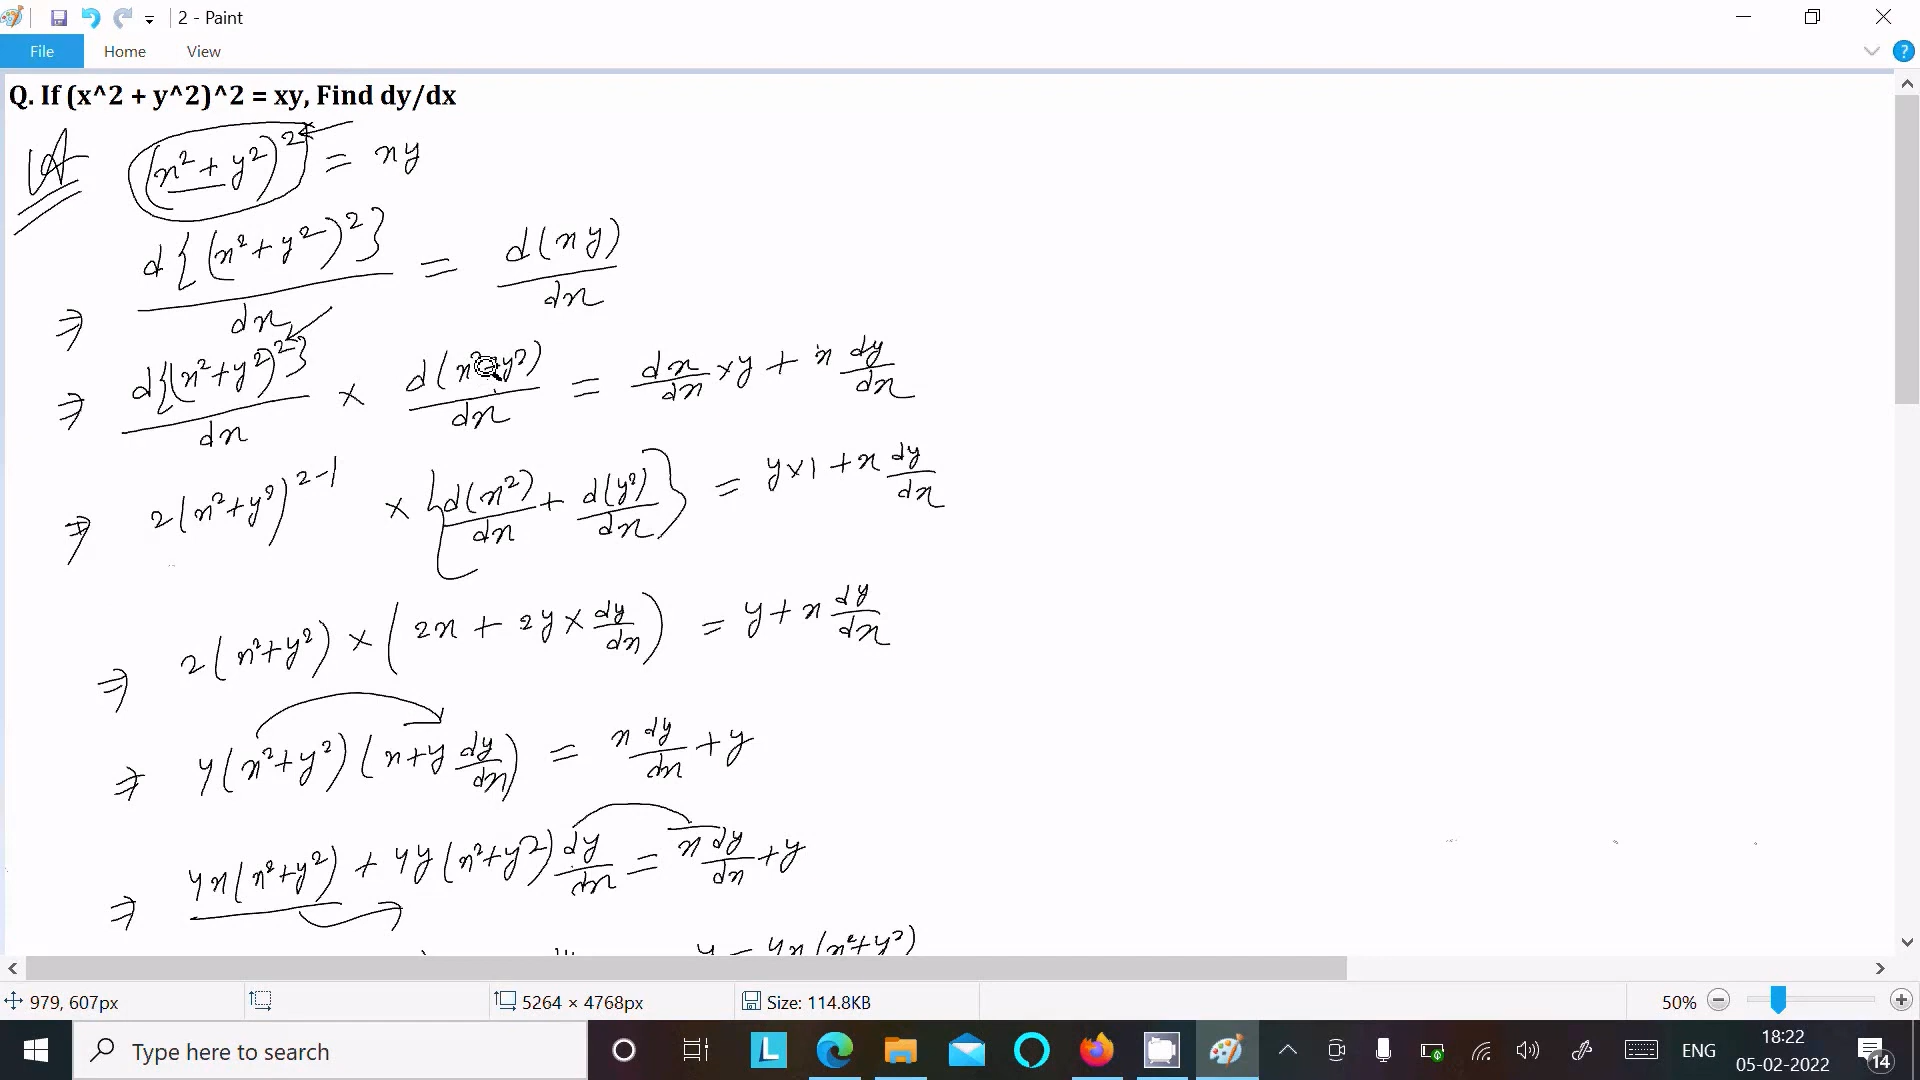 2 - Paint
File Home View
Q. If (x^2 + y^2)^2 = xy, Find dy/dx
(x² + y²)² = xy
⇒ d{(x²+y²)²}/dx = d(xy)/dx
⇒ d{(x²+y²)²}/dx × d(x²+y²)/dx = dx/dx × y + x dy/dx
⇒ 2(x²+y²)^2-1 × {d(x²)/dx + d(y²)/dx} = y×1 + x dy/dx
⇒ 2(x²+y²) × (2x + 2y × dy/dx) = y + x dy/dx
⇒ 4(x²+y²)(x+y dy/dx) = x dy/dx + y
⇒ 4x(x²+y²) + 4y(x²+y²) dy/dx = x dy/dx + y
y - 4x(x²+y²)
979, 607px 5264 × 4768px Size: 114.8KB 50%
Type here to search L ENG 18:22
05-02-2022 14